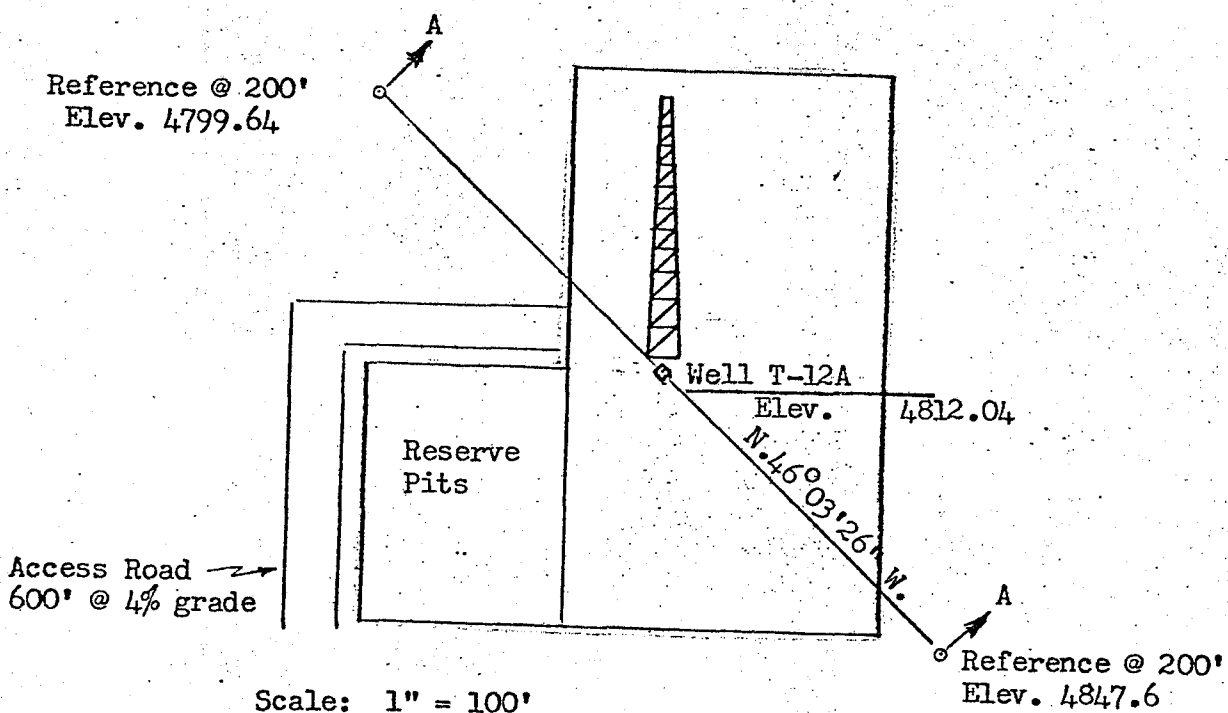 A
Reference @ 200'
Elev. 4799.64
Well T-12A
Elev. 4812.04
N.46°03'26" W.
Reserve
Pits
Access Road
600' @ 4% grade
A
Reference @ 200'
Elev. 4847.6
Scale: 1" = 100'